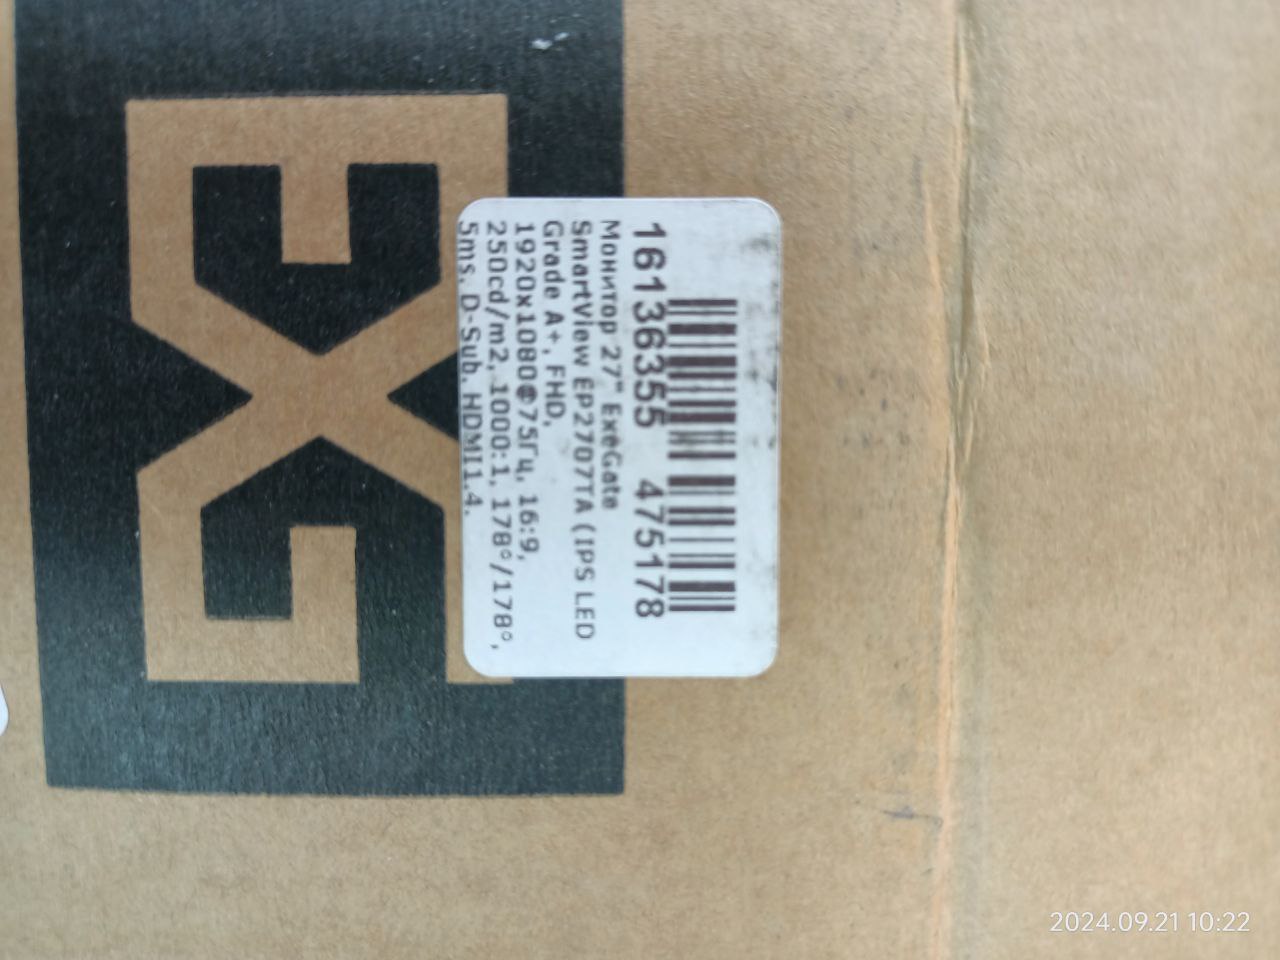 EXG
16136355 475178
Монитор 27" ExeGate
SmartView EP2707TA (IPS LED
Grade A+, FHD,
1920x1080@75Гц, 16:9,
250cd/m2, 1000:1, 178°/178°,
5ms, D-Sub, HDMI1.4,
2024.09.21 10:22